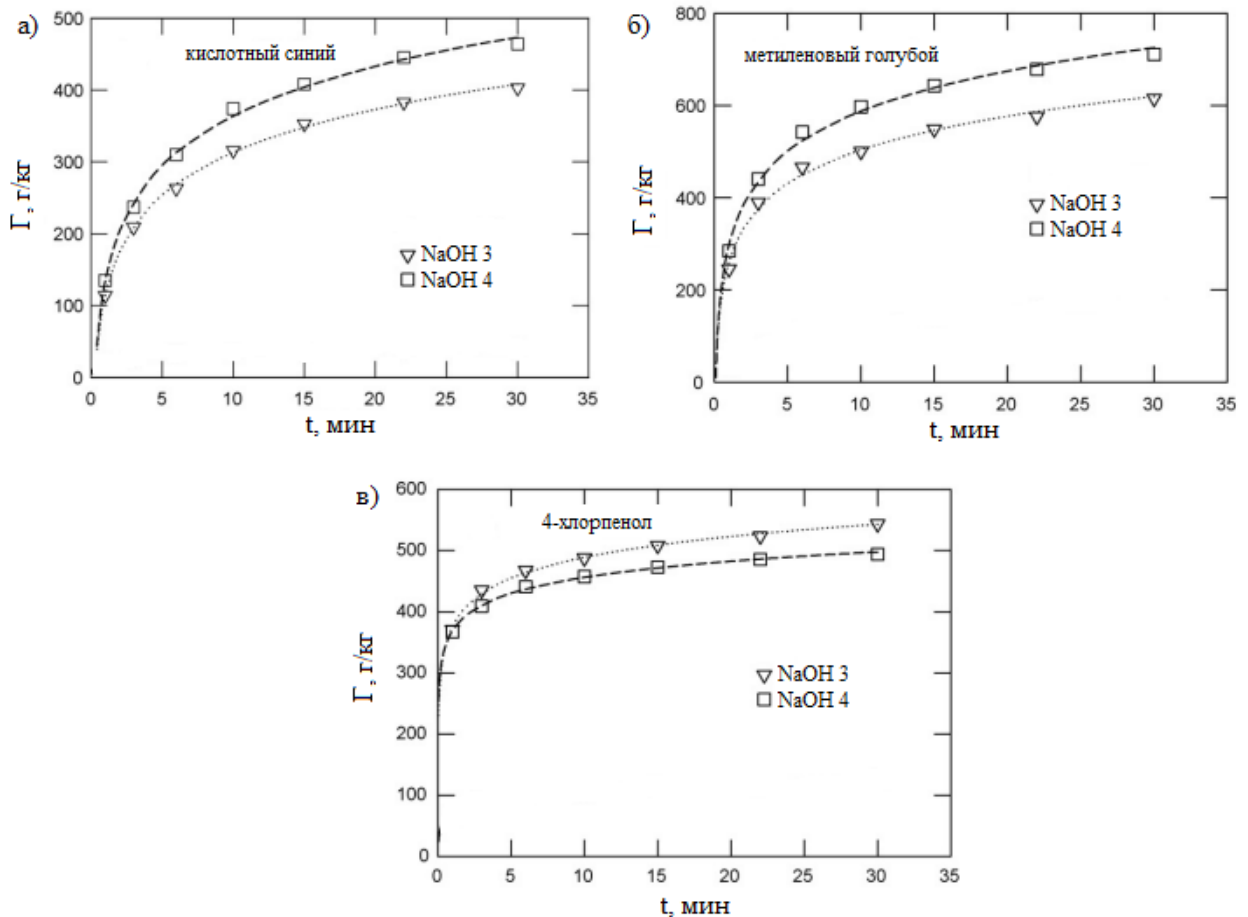 а)
кислотный синий
Г, г/кг
500
400
300
200
100
0
NaOH 3
NaOH 4
0 5 10 15 20 25 30 35
t, мин
б)
метиленовый голубой
Г, г/кг
800
600
400
200
0
NaOH 3
NaOH 4
0 5 10 15 20 25 30 35
t, мин
в)
4-хлорпенол
Г, г/кг
600
500
400
300
200
100
0
NaOH 3
NaOH 4
0 5 10 15 20 25 30 35
t, мин